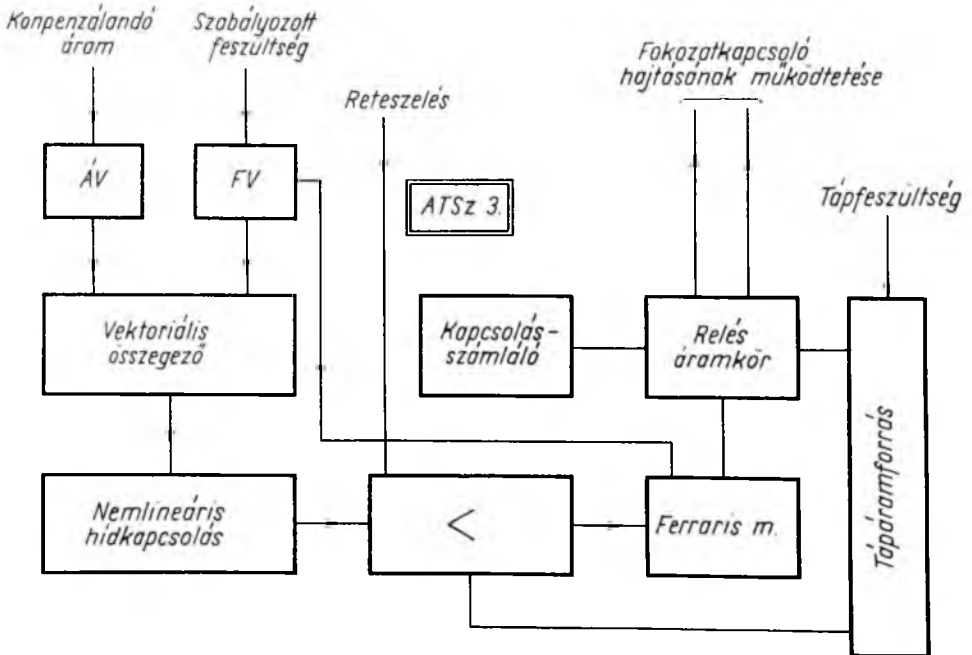 Konpenzálandó
áram
Szabályozott
feszültség
Reteszelés
Fokozatkapcsoló
hajtásának működtetése
ÁV
FV
ATSz 3.
Tápfeszültség
Vektoriális
összegező
Kapcsolás-
számláló
Relés
áramkör
Nemlineáris
hídkapcsolás
<
Ferraris m.
Tápáramforrás